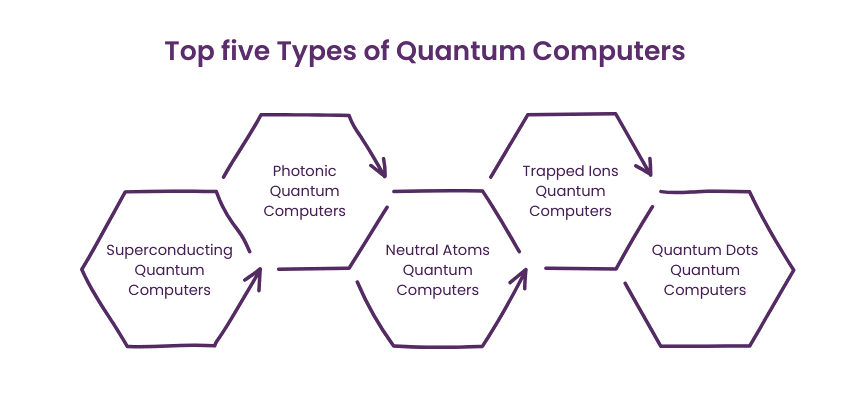 Top five Types of Quantum Computers
Superconducting
Quantum
Computers
Photonic
Quantum
Computers
Neutral Atoms
Quantum
Computers
Trapped Ions
Quantum
Computers
Quantum Dots
Quantum
Computers